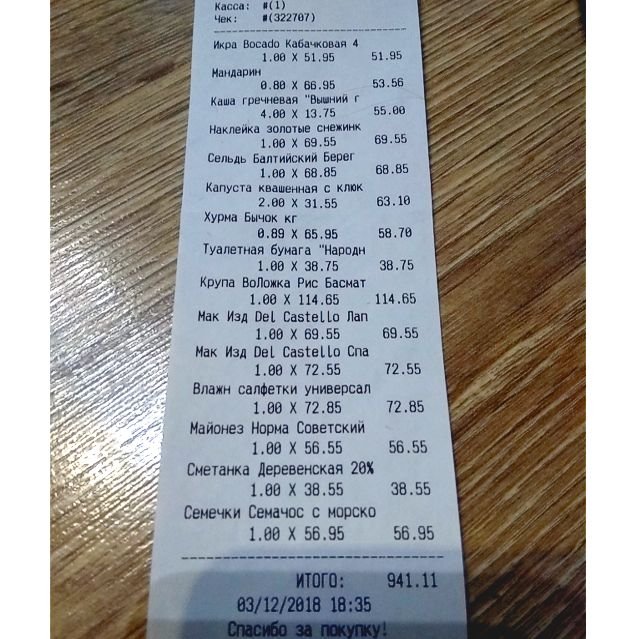 Касса: #(1)
Чек: #(322707)
Икра Bocado Кабачковая 4
1.00 X 51.95 51.95
Мандарин
0.80 X 66.95 53.56
Каша гречневая "Вышний г
4.00 X 13.75 55.00
Наклейка золотые снежинк
1.00 X 69.55 69.55
Сельдь Балтийский Берег
1.00 X 68.85 68.85
Капуста квашенная с клюк
2.00 X 31.55 63.10
Хурма Бычок кг
0.89 X 65.95 58.70
Туалетная бумага "Народн
1.00 X 38.75 38.75
Крупа ВоЛожка Рис Басмат
1.00 X 114.65 114.65
Мак Изд Del Castello Лап
1.00 X 69.55 69.55
Мак Изд Del Castello Спа
1.00 X 72.55 72.55
Влажн салфетки универсал
1.00 X 72.85 72.85
Майонез Норма Советский
1.00 X 56.55 56.55
Сметанка Деревенская 20%
1.00 X 38.55 38.55
Семечки Семачос с морско
1.00 X 56.95 56.95
ИТОГО: 941.11
03/12/2018 18:35
Спасибо за покупку!